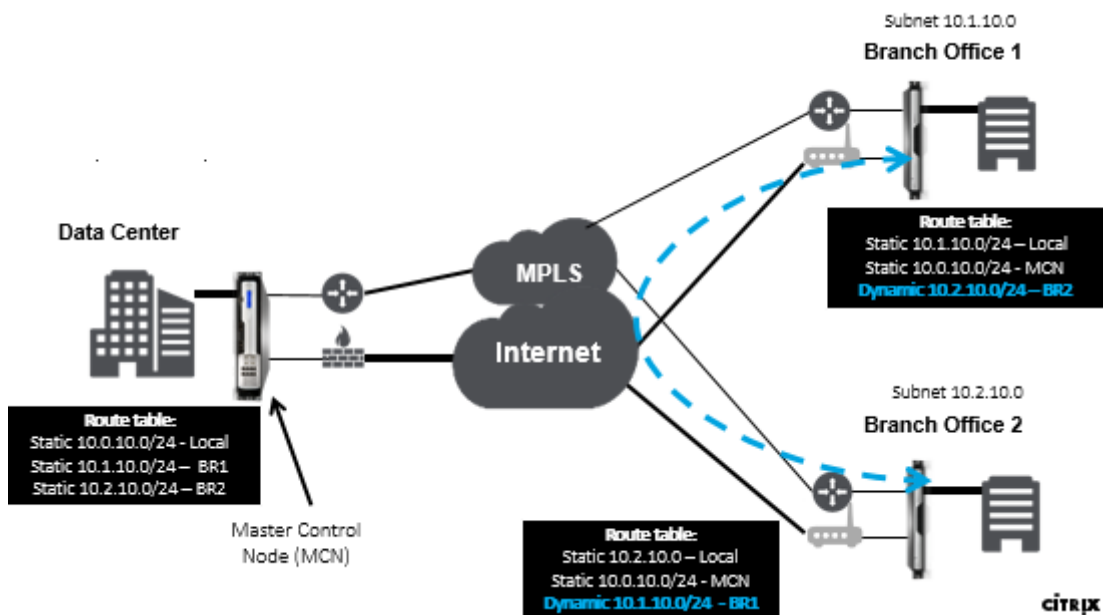 Subnet 10.1.10.0
Branch Office 1
Route table:
Static 10.1.10.0/24 – Local
Static 10.0.10.0/24 - MCN
Dynamic 10.2.10.0/24 – BR2
Data Center
MPLS
Internet
Route table:
Static 10.0.10.0/24 - Local
Static 10.1.10.0/24 – BR1
Static 10.2.10.0/24 – BR2
Master Control
Node (MCN)
Subnet 10.2.10.0
Branch Office 2
Route table:
Static 10.2.10.0 – Local
Static 10.0.10.0/24 - MCN
Dynamic 10.1.10.0/24 - BR1
CITRIX